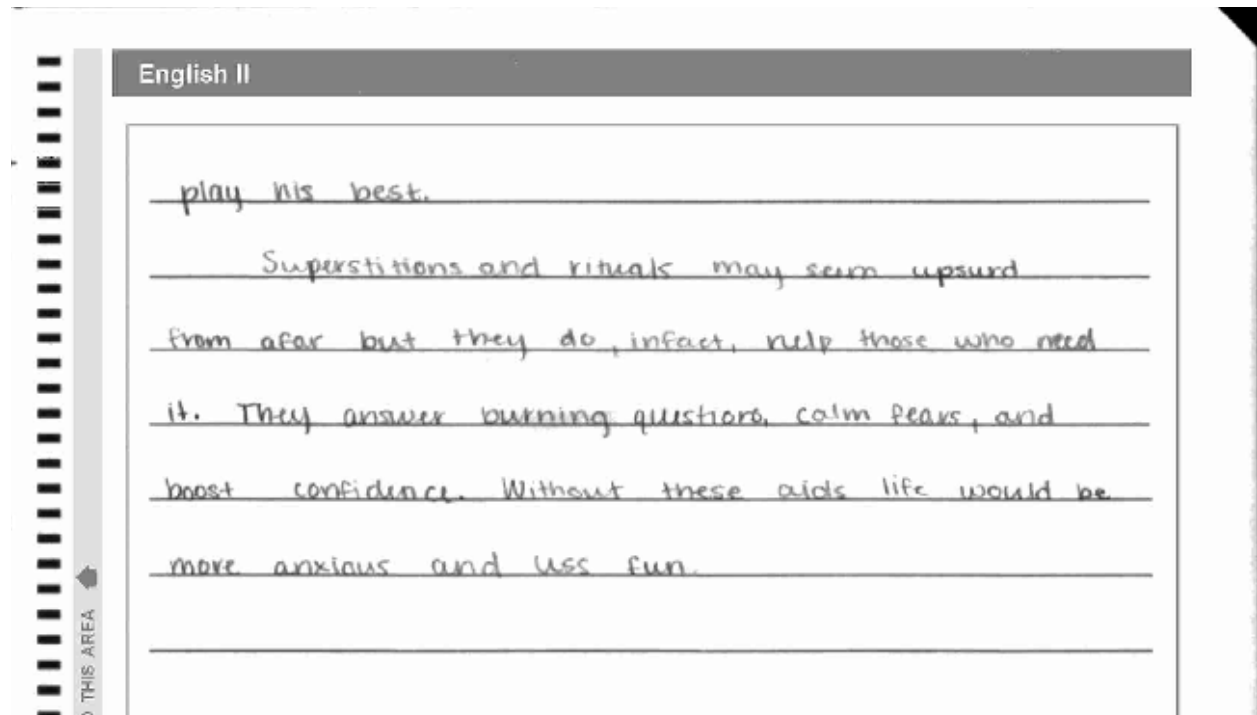 English II
play his best.
Superstitions and rituals may seem upsurd
from afar but they do, infact, help those who need
it. They answer burning questions, calm fears, and
boost confidence. Without these aids life would be
more anxious and less fun.
THIS AREA